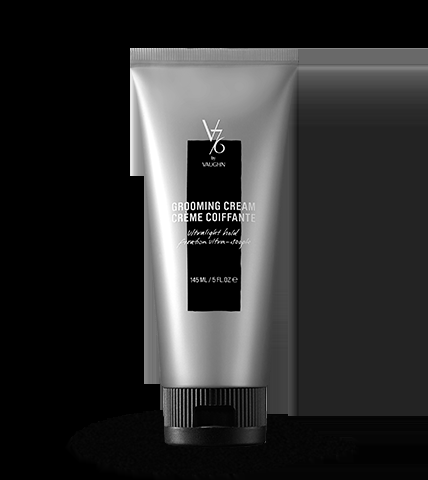 V76
By
VAUGHN
GROOMING CREAM
CRÈME COIFFANTE
Ultralight hold
fixation ultra-souple
145 ML / 5 FL.OZ ℮